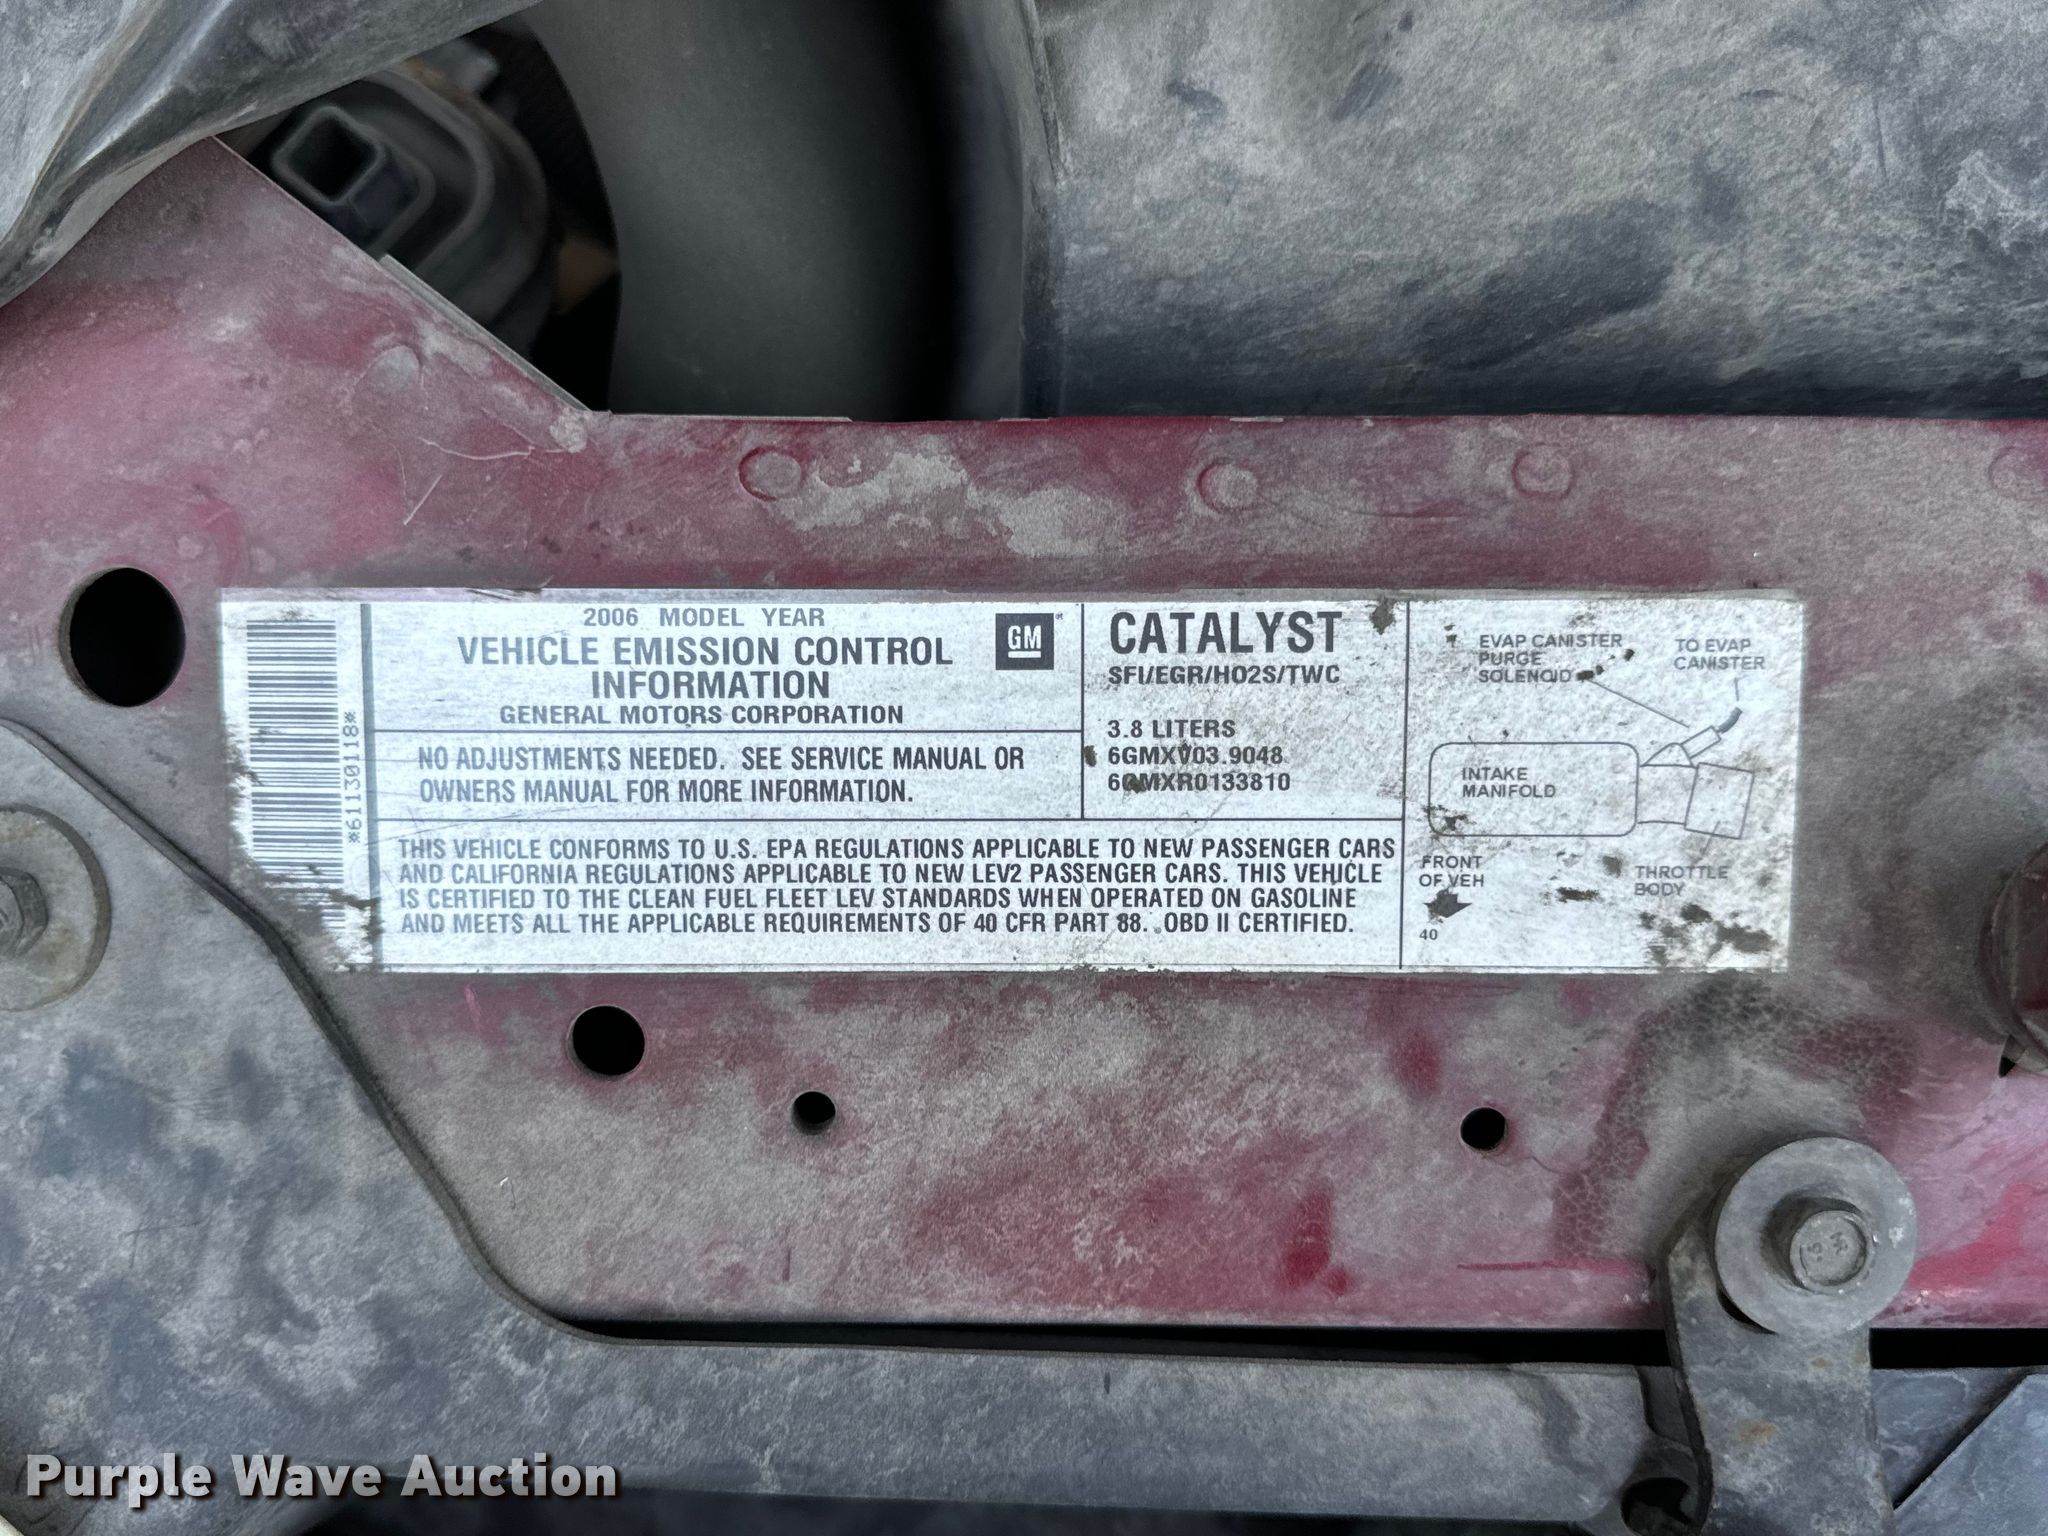 *61130118*
2006 MODEL YEAR
VEHICLE EMISSION CONTROL
INFORMATION
GENERAL MOTORS CORPORATION
GM
NO ADJUSTMENTS NEEDED. SEE SERVICE MANUAL OR
OWNERS MANUAL FOR MORE INFORMATION.
CATALYST
SFI/EGR/HO2S/TWC
3.8 LITERS
6GMXV03.9048
6GMXR0133810
THIS VEHICLE CONFORMS TO U.S. EPA REGULATIONS APPLICABLE TO NEW PASSENGER CARS
AND CALIFORNIA REGULATIONS APPLICABLE TO NEW LEV2 PASSENGER CARS. THIS VEHICLE
IS CERTIFIED TO THE CLEAN FUEL FLEET LEV STANDARDS WHEN OPERATED ON GASOLINE
AND MEETS ALL THE APPLICABLE REQUIREMENTS OF 40 CFR PART 88. OBD II CERTIFIED.
EVAP CANISTER
PURGE
SOLENOID
TO EVAP
CANISTER
INTAKE
MANIFOLD
FRONT
OF VEH
THROTTLE
BODY
40
Purple Wave Auction